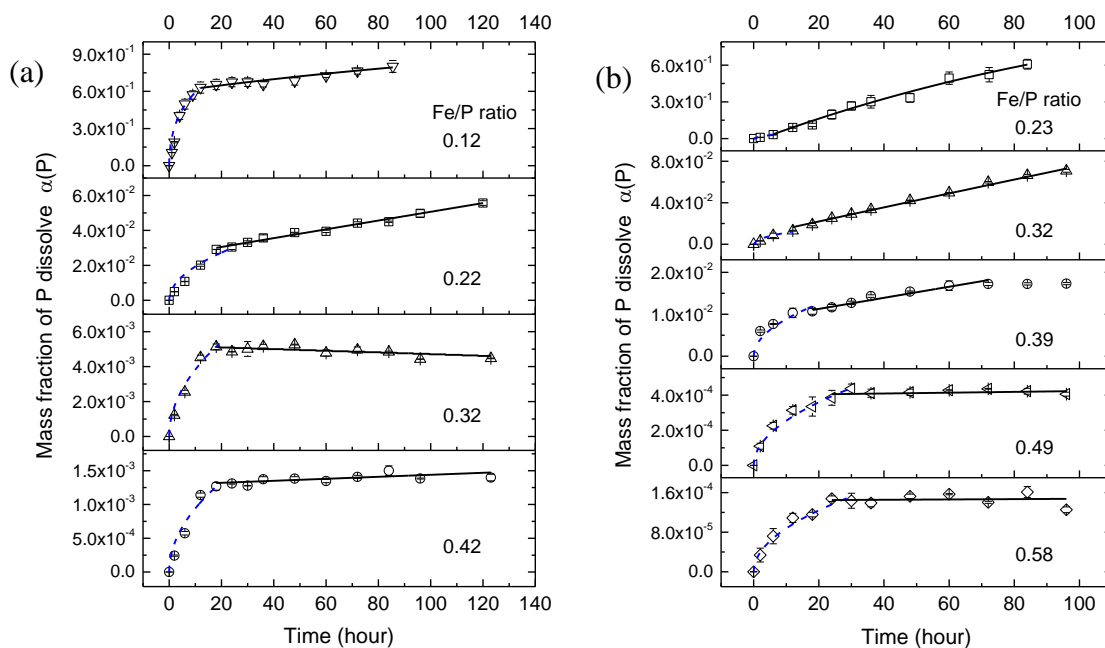 0 20 40 60 80 100 120 140
(a)
Mass fraction of P dissolve α(P)
9.0x10⁻¹
6.0x10⁻¹
3.0x10⁻¹
0.0
Fe/P ratio
0.12
6.0x10⁻²
4.0x10⁻²
2.0x10⁻²
0.0
0.22
6.0x10⁻³
4.0x10⁻³
2.0x10⁻³
0.0
0.32
1.5x10⁻³
1.0x10⁻³
5.0x10⁻⁴
0.0
0.42
0 20 40 60 80 100 120 140
Time (hour)
0 20 40 60 80 100
(b)
Mass fraction of P dissolve α(P)
6.0x10⁻¹
3.0x10⁻¹
0.0
Fe/P ratio
0.23
8.0x10⁻²
4.0x10⁻²
0.0
0.32
2.0x10⁻²
1.0x10⁻²
0.0
0.39
4.0x10⁻⁴
2.0x10⁻⁴
0.0
0.49
1.6x10⁻⁴
8.0x10⁻⁵
0.0
0.58
0 20 40 60 80 100
Time (hour)